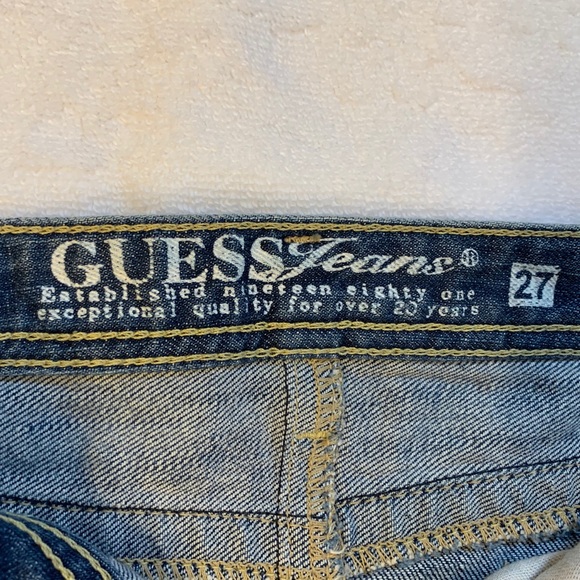 GUESS Jeans® 27
Established nineteen eighty one
exceptional quality for over 20 years